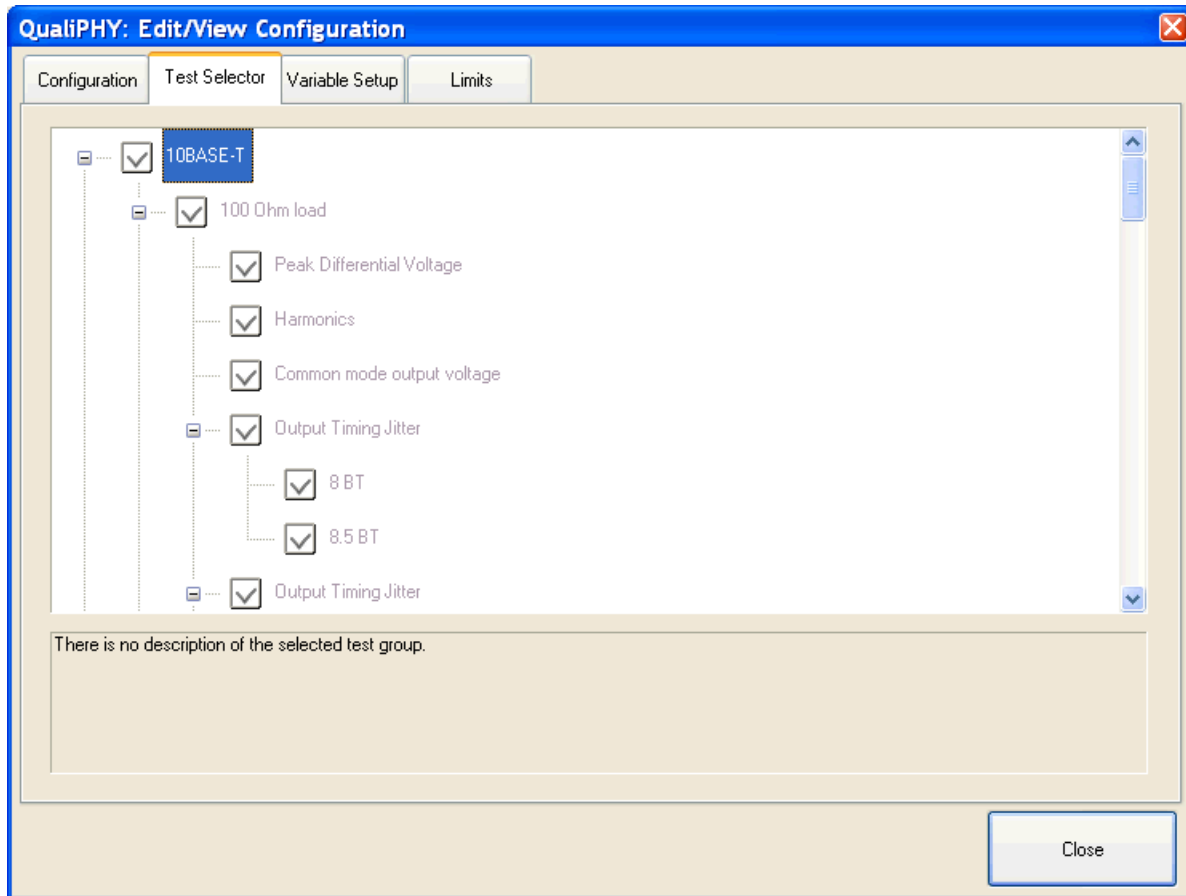 QualiPHY: Edit/View Configuration
Configuration Test Selector Variable Setup Limits
10BASE-T
100 Ohm load
Peak Differential Voltage
Harmonics
Common mode output voltage
Output Timing Jitter
8 BT
8.5 BT
Output Timing Jitter
There is no description of the selected test group.
Close